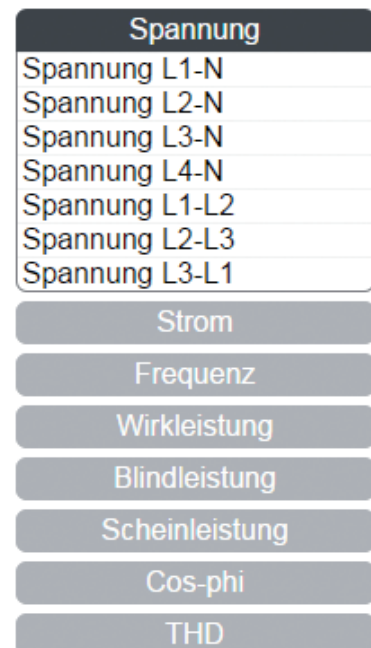 Spannung
Spannung L1-N
Spannung L2-N
Spannung L3-N
Spannung L4-N
Spannung L1-L2
Spannung L2-L3
Spannung L3-L1
Strom
Frequenz
Wirkleistung
Blindleistung
Scheinleistung
Cos-phi
THD